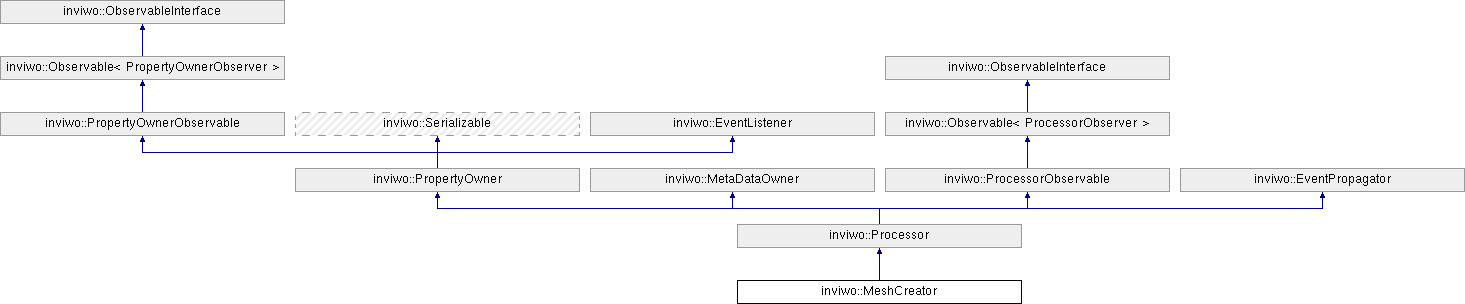 inviwo::ObservableInterface
inviwo::Observable< PropertyOwnerObserver >
inviwo::ObservableInterface
inviwo::PropertyOwnerObservable
inviwo::Serializable
inviwo::EventListener
inviwo::Observable< ProcessorObserver >
inviwo::PropertyOwner
inviwo::MetaDataOwner
inviwo::ProcessorObservable
inviwo::EventPropagator
inviwo::Processor
inviwo::MeshCreator